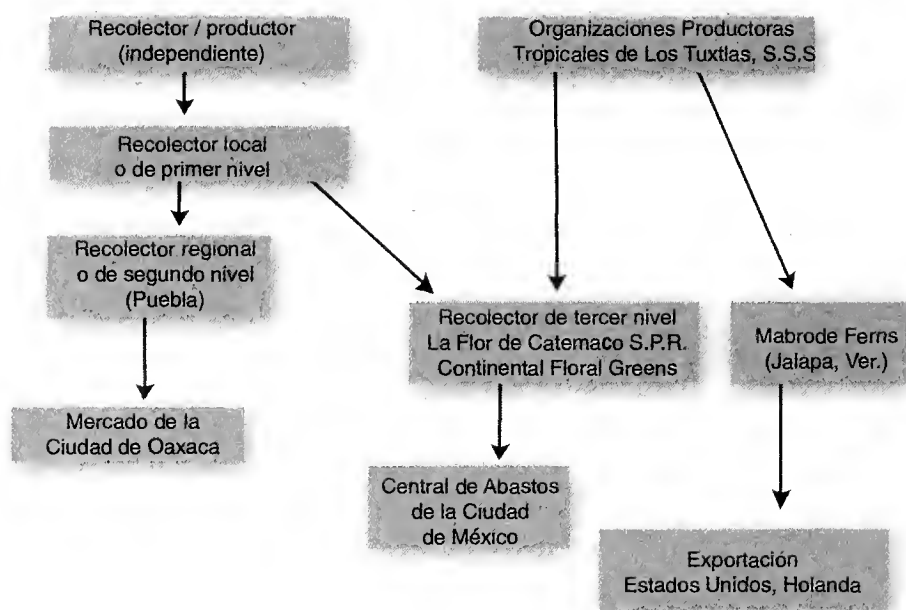 Recolector / productor
(independiente)
Organizaciones Productoras
Tropicales de Los Tuxtlas, S.S.S
Recolector local
o de primer nivel
Recolector regional
o de segundo nivel
(Puebla)
Recolector de tercer nivel
La Flor de Catemaco S.P.R.
Continental Floral Greens
Mabrode Ferns
(Jalapa, Ver.)
Mercado de la
Ciudad de Oaxaca
Central de Abastos
de la Ciudad
de México
Exportación
Estados Unidos, Holanda